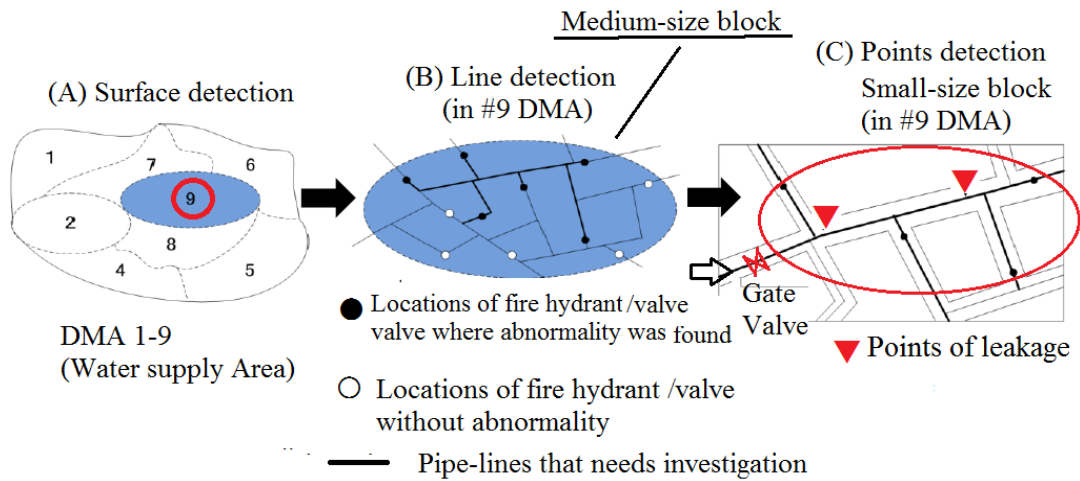 Medium-size block
(A) Surface detection
(B) Line detection
(in #9 DMA)
(C) Points detection
Small-size block
(in #9 DMA)
1
7
6
9
2
8
4
5
Gate
Valve
DMA 1-9
(Water supply Area)
Locations of fire hydrant /valve
valve where abnormality was found
Points of leakage
Locations of fire hydrant /valve
without abnormality
Pipe-lines that needs investigation